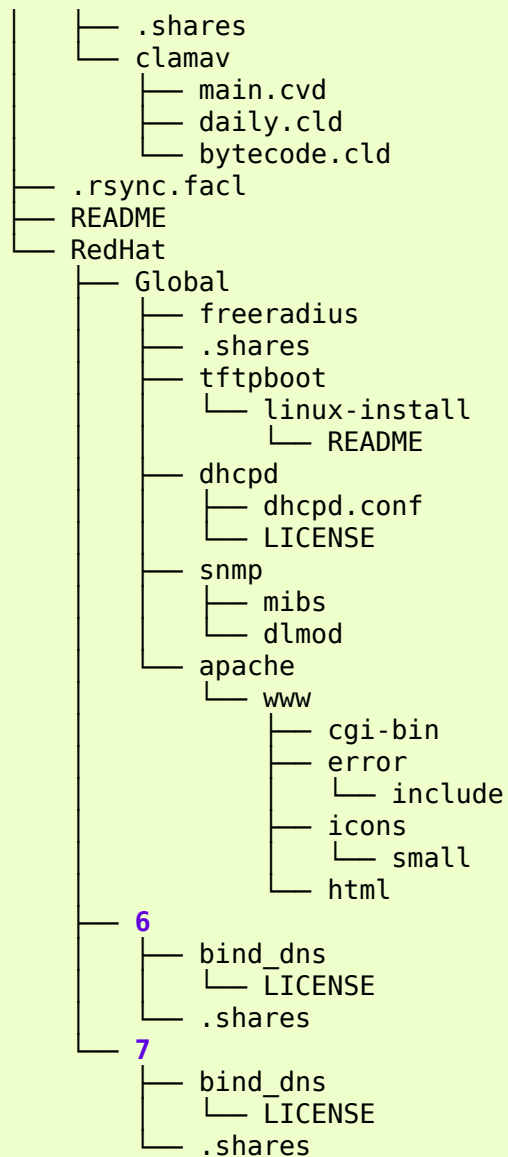 │   ├── .shares
│   └── clamav
│       ├── main.cvd
│       ├── daily.cld
│       └── bytecode.cld
├── .rsync.facl
├── README
└── RedHat
    ├── Global
    │   ├── freeradius
    │   ├── .shares
    │   ├── tftpboot
    │   │   └── linux-install
    │   │       └── README
    │   ├── dhcpd
    │   │   ├── dhcpd.conf
    │   │   └── LICENSE
    │   ├── snmp
    │   │   ├── mibs
    │   │   └── dlmod
    │   └── apache
    │       └── www
    │           ├── cgi-bin
    │           ├── error
    │           │   └── include
    │           ├── icons
    │           │   └── small
    │           └── html
    ├── 6
    │   ├── bind_dns
    │   │   └── LICENSE
    │   └── .shares
    └── 7
        ├── bind_dns
        │   └── LICENSE
        └── .shares